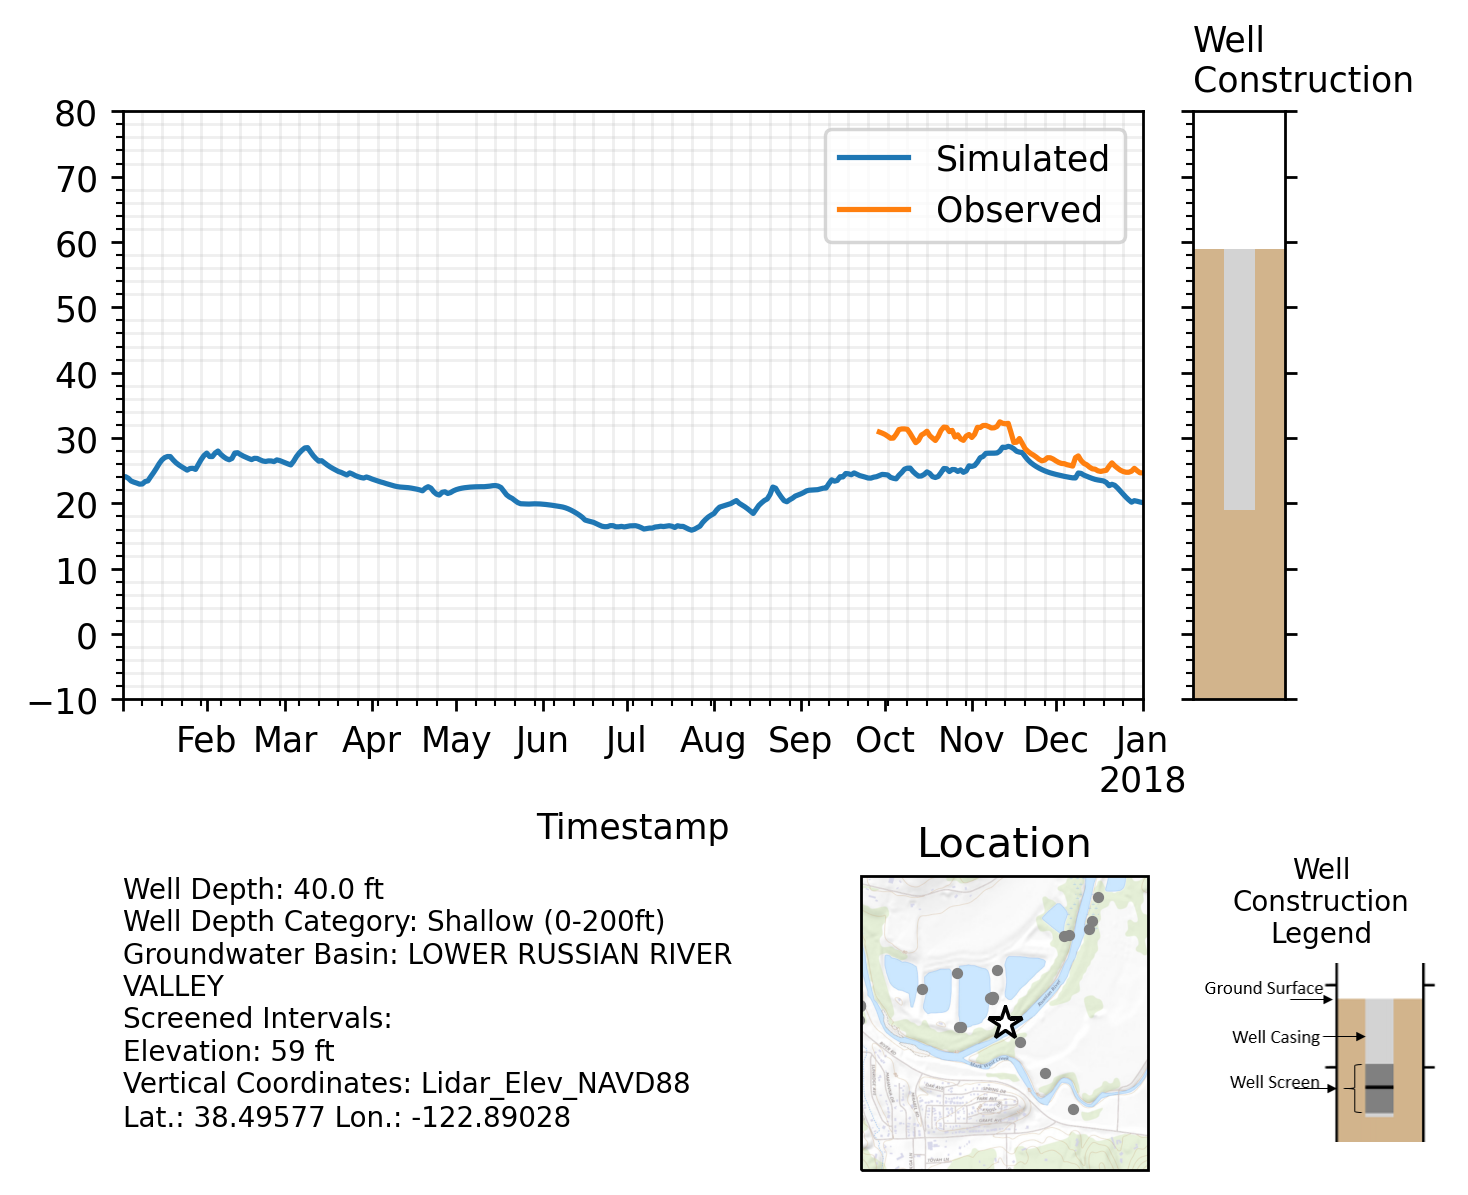 Well
Construction
80
70
60
50
40
30
20
10
0
−10
Simulated
Observed
Feb Mar Apr May Jun Jul Aug Sep Oct Nov Dec Jan
2018
Timestamp
Well Depth: 40.0 ft
Well Depth Category: Shallow (0-200ft)
Groundwater Basin: LOWER RUSSIAN RIVER
VALLEY
Screened Intervals:
Elevation: 59 ft
Vertical Coordinates: Lidar_Elev_NAVD88
Lat.: 38.49577 Lon.: -122.89028
Location
Well
Construction
Legend
Ground Surface
Well Casing
Well Screen